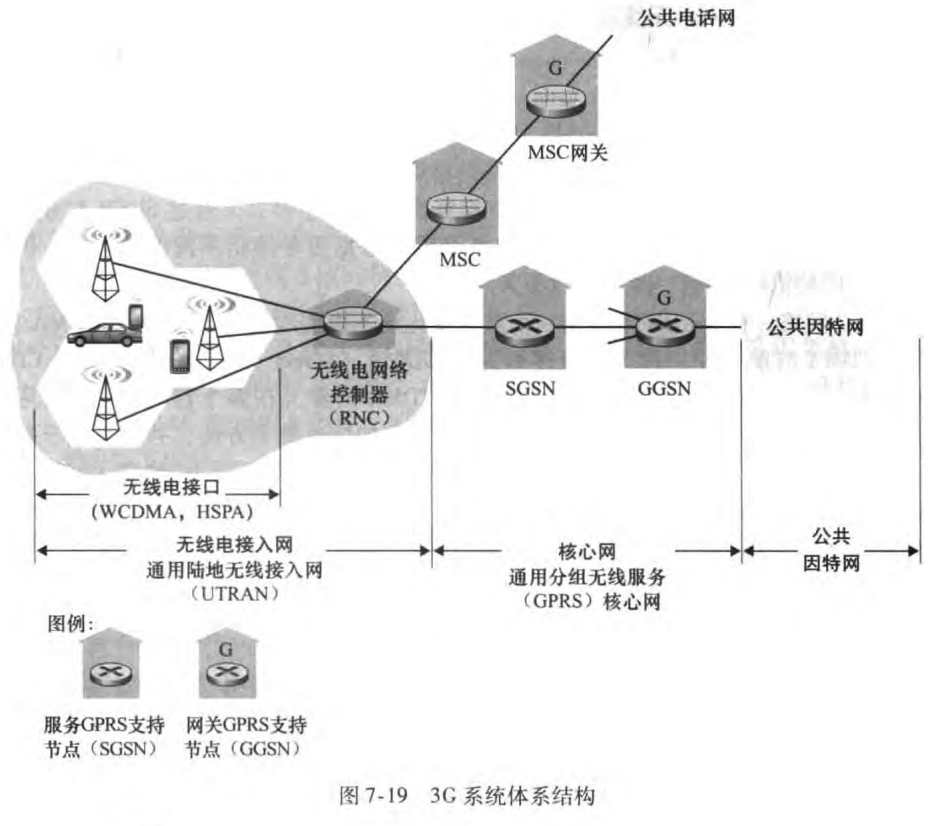 公共电话网
G
MSC网关
MSC
G
公共因特网
无线电网络
控制器
（RNC）
SGSN
GGSN
无线电接口
(WCDMA，HSPA)
无线电接入网
通用陆地无线接入网
（UTRAN）
核心网
通用分组无线服务
（GPRS）核心网
公共
因特网
图例：
G
服务GPRS支持
节点（SGSN）
网关GPRS支持
节点（GGSN）
图 7-19 3G 系统体系结构